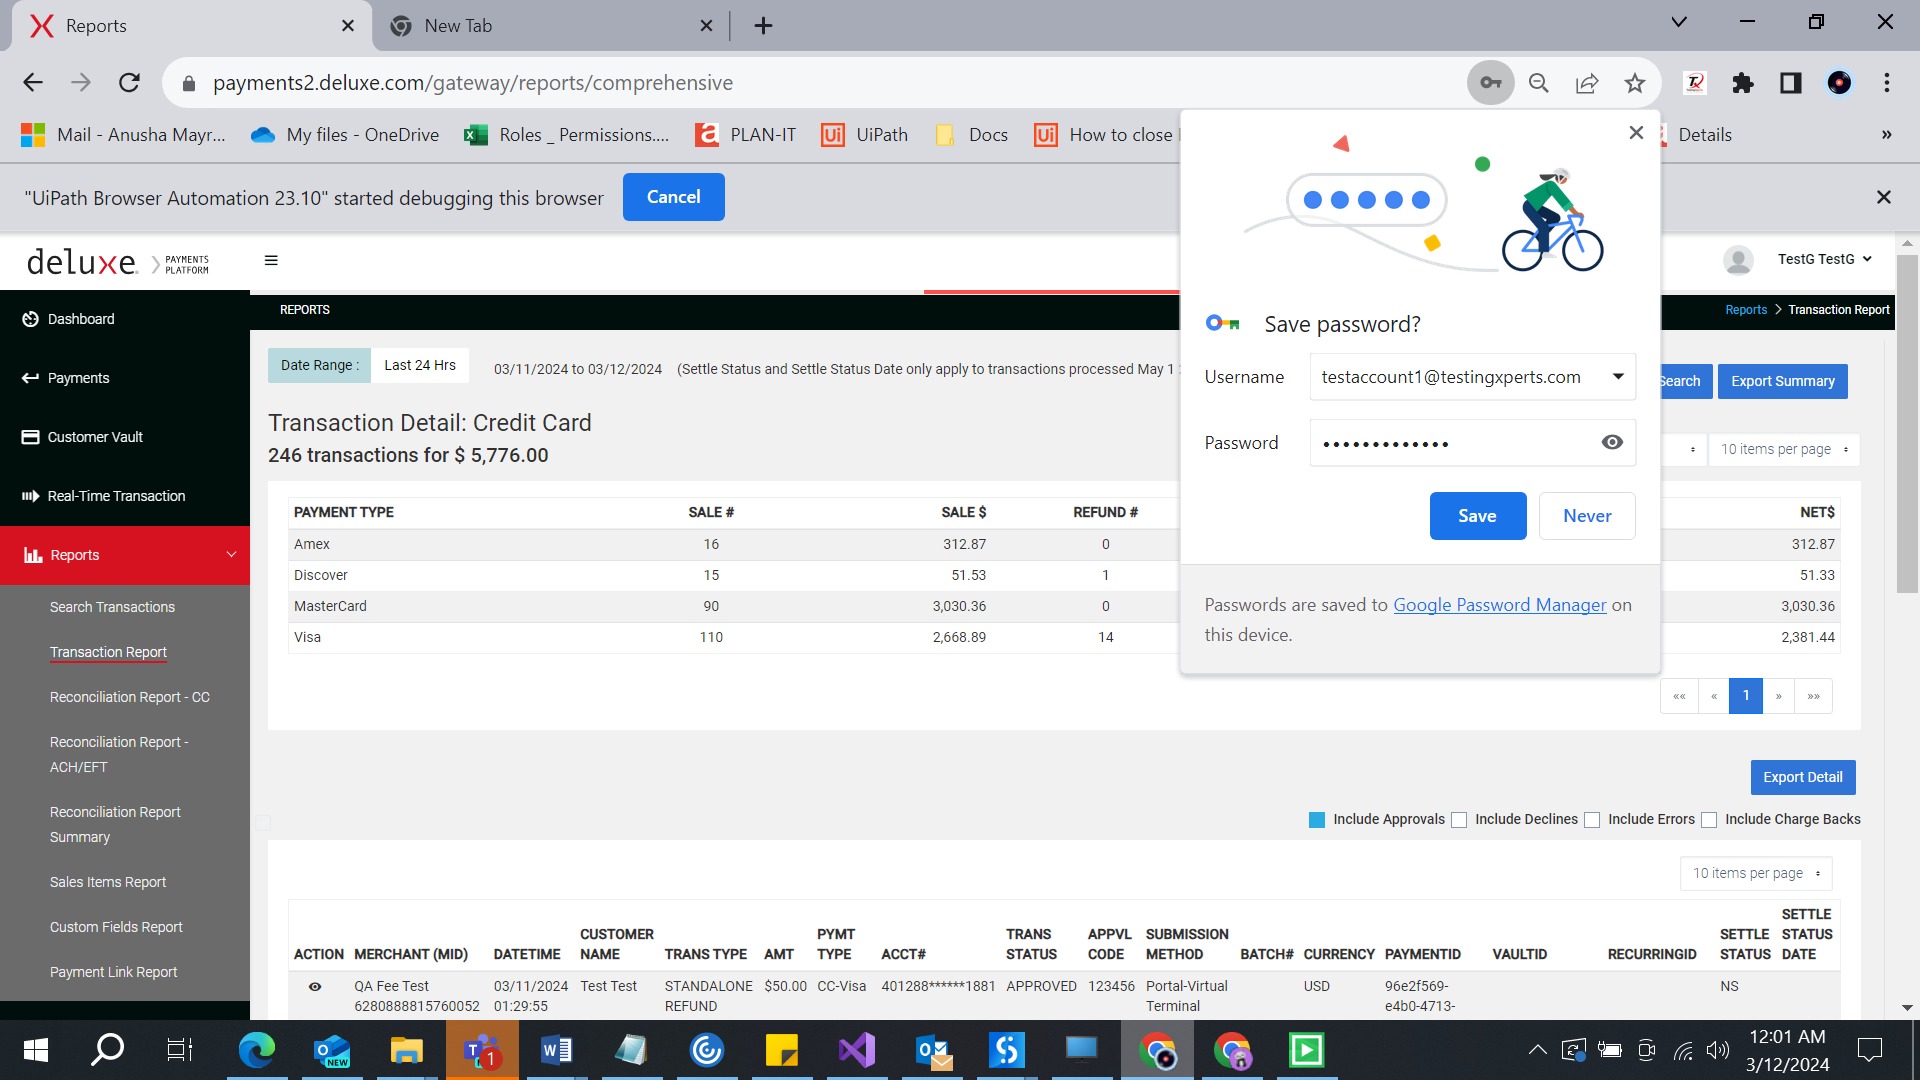 Reports
New Tab
payments2.deluxe.com/gateway/reports/comprehensive
Mail - Anusha Mayr...
My files - OneDrive
Roles _ Permissions....
PLAN-IT
UiPath
Docs
How to close
Details
»
"UiPath Browser Automation 23.10" started debugging this browser
Cancel
deluxe. PAYMENTS PLATFORM
TestG TestG
Dashboard
Payments
Customer Vault
Real-Time Transaction
Reports
Search Transactions
Transaction Report
Reconciliation Report - CC
Reconciliation Report -
ACH/EFT
Reconciliation Report
Summary
Sales Items Report
Custom Fields Report
Payment Link Report
REPORTS
Reports > Transaction Report
Date Range :
Last 24 Hrs
03/11/2024 to 03/12/2024 (Settle Status and Settle Status Date only apply to transactions processed May 1
Search
Export Summary
Transaction Detail: Credit Card
246 transactions for $ 5,776.00
10 items per page
PAYMENT TYPE SALE # SALE $ REFUND # NET$
Amex 16 312.87 0 312.87
Discover 15 51.53 1 51.33
MasterCard 90 3,030.36 0 3,030.36
Visa 110 2,668.89 14 2,381.44
«« « 1 » »»
Save password?
Username testaccount1@testingxperts.com
Password •••••••••••••
Save
Never
Passwords are saved to Google Password Manager on
this device.
Export Detail
Include Approvals Include Declines Include Errors Include Charge Backs
10 items per page
ACTION MERCHANT (MID) DATETIME CUSTOMER NAME TRANS TYPE AMT PYMT TYPE ACCT# TRANS STATUS APPVL CODE SUBMISSION METHOD BATCH# CURRENCY PAYMENTID VAULTID RECURRINGID SETTLE STATUS SETTLE STATUS DATE
QA Fee Test 03/11/2024 Test Test STANDALONE $50.00 CC-Visa 401288******1881 APPROVED 123456 Portal-Virtual USD 96e2f569- NS
6280888815760052 01:29:55 REFUND Terminal e4b0-4713-
NEW
1
12:01 AM
3/12/2024